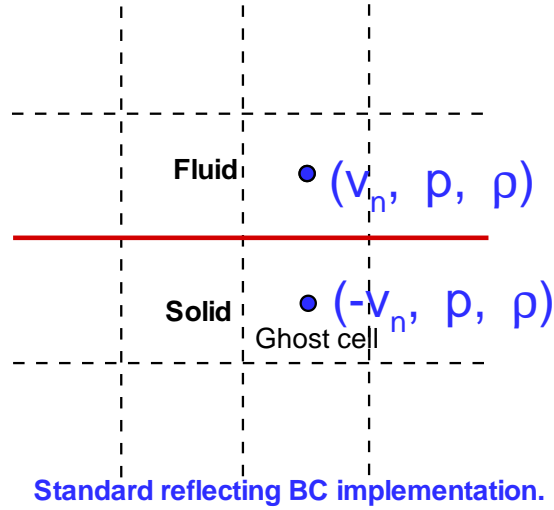 Fluid
(vn, p, ρ)
Solid
(-vn, p, ρ)
Ghost cell
Standard reflecting BC implementation.